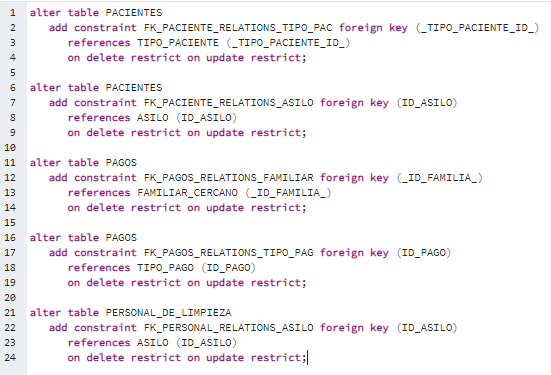 1 alter table PACIENTES
2 add constraint FK_PACIENTE_RELATIONS_TIPO_PAC foreign key (_TIPO_PACIENTE_ID_)
3 references TIPO_PACIENTE (_TIPO_PACIENTE_ID_)
4 on delete restrict on update restrict;
5
6 alter table PACIENTES
7 add constraint FK_PACIENTE_RELATIONS_ASILO foreign key (ID_ASILO)
8 references ASILO (ID_ASILO)
9 on delete restrict on update restrict;
10
11 alter table PAGOS
12 add constraint FK_PAGOS_RELATIONS_FAMILIAR foreign key (_ID_FAMILIA_)
13 references FAMILIAR_CERCANO (_ID_FAMILIA_)
14 on delete restrict on update restrict;
15
16 alter table PAGOS
17 add constraint FK_PAGOS_RELATIONS_TIPO_PAG foreign key (ID_PAGO)
18 references TIPO_PAGO (ID_PAGO)
19 on delete restrict on update restrict;
20
21 alter table PERSONAL_DE_LIMPIEZA
22 add constraint FK_PERSONAL_RELATIONS_ASILO foreign key (ID_ASILO)
23 references ASILO (ID_ASILO)
24 on delete restrict on update restrict;